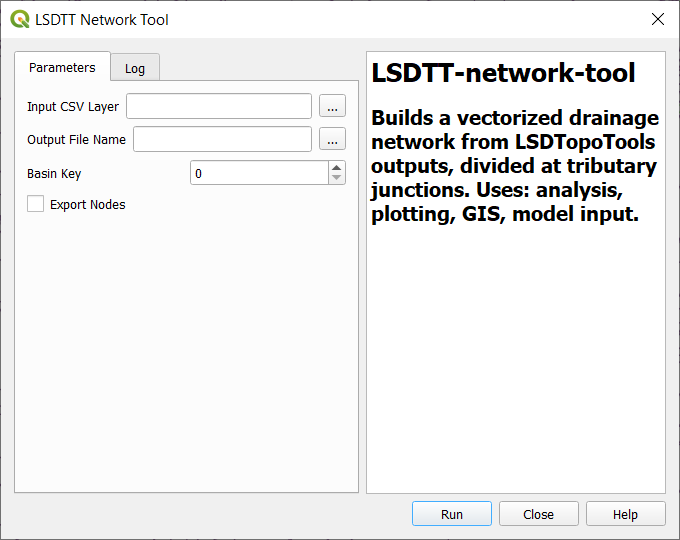 LSDTT Network Tool
Parameters
Log
Input CSV Layer
...
Output File Name
...
Basin Key
0
Export Nodes
LSDTT-network-tool
Builds a vectorized drainage
network from LSDTopoTools
outputs, divided at tributary
junctions. Uses: analysis,
plotting, GIS, model input.
Run
Close
Help